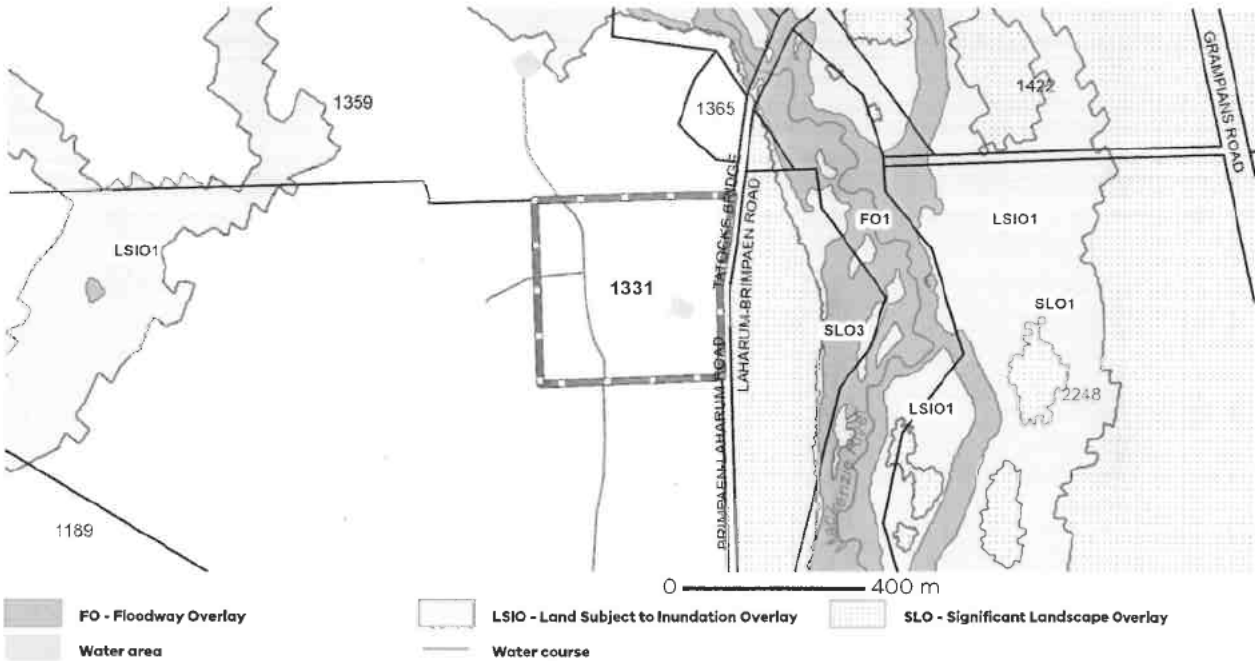 1359
1365
1422
GRAMPIANS ROAD
TATOCKS BRIDGE
LAHARUM-BRIMPAEN ROAD
LSIO1
FO1
LSIO1
1331
SLO3
SLO1
BRIMPAEN-LAHARUM-ROAD
LSIO1
2248
MacKenzie River
1189
0 400 m
FO - Floodway Overlay
LSIO - Land Subject to Inundation Overlay
SLO - Significant Landscape Overlay
Water area
Water course